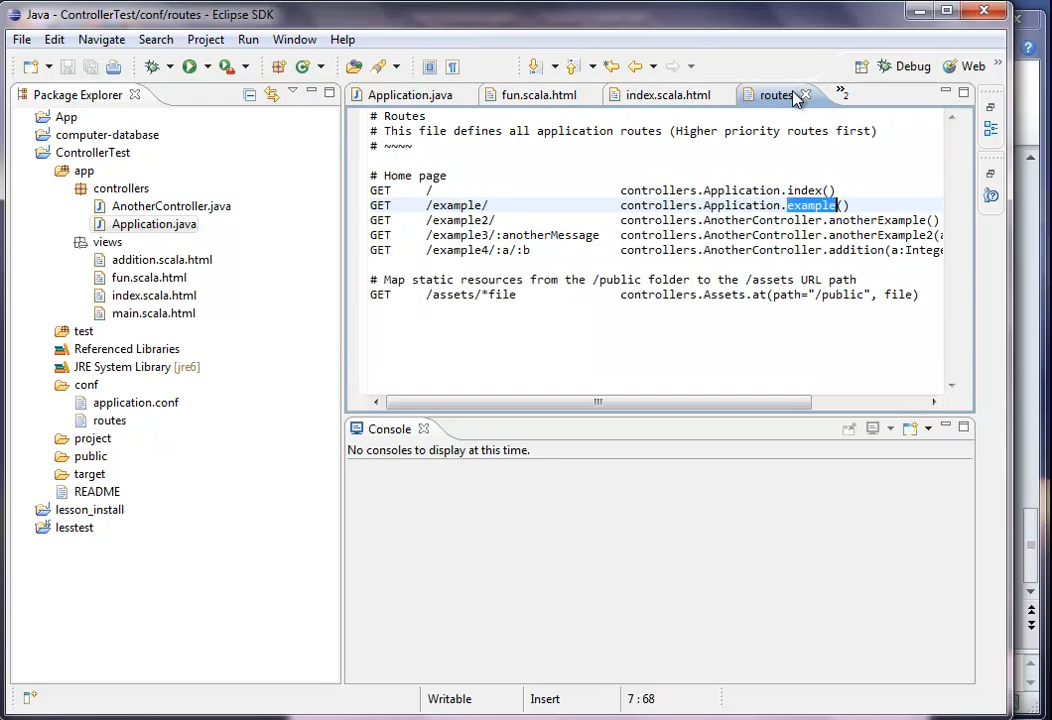 Java - ControllerTest/conf/routes - Eclipse SDK
File Edit Navigate Search Project Run Window Help
Debug Web »
Package Explorer
App
computer-database
ControllerTest
app
controllers
AnotherController.java
Application.java
views
addition.scala.html
fun.scala.html
index.scala.html
main.scala.html
test
Referenced Libraries
JRE System Library [jre6]
conf
application.conf
routes
project
public
target
README
lesson_install
lesstest
Application.java fun.scala.html index.scala.html routes »2
# Routes
# This file defines all application routes (Higher priority routes first)
# ~~~~
# Home page
GET / controllers.Application.index()
GET /example/ controllers.Application.example()
GET /example2/ controllers.AnotherController.anotherExample()
GET /example3/:anotherMessage controllers.AnotherController.anotherExample2(a
GET /example4/:a/:b controllers.AnotherController.addition(a:Intege
# Map static resources from the /public folder to the /assets URL path
GET /assets/*file controllers.Assets.at(path="/public", file)
Console
No consoles to display at this time.
Writable Insert 7 : 68